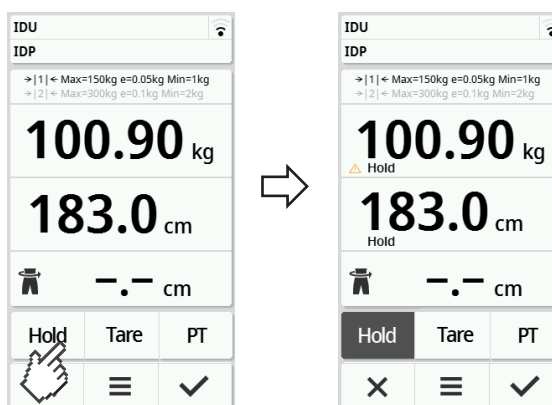 IDU
IDP
→|1|← Max=150kg e=0.05kg Min=1kg
→|2|← Max=300kg e=0.1kg Min=2kg
100.90 kg
183.0 cm
–.– cm
Hold Tare PT
IDU
IDP
→|1|← Max=150kg e=0.05kg Min=1kg
→|2|← Max=300kg e=0.1kg Min=2kg
100.90 kg
Hold
183.0 cm
Hold
–.– cm
Hold Tare PT